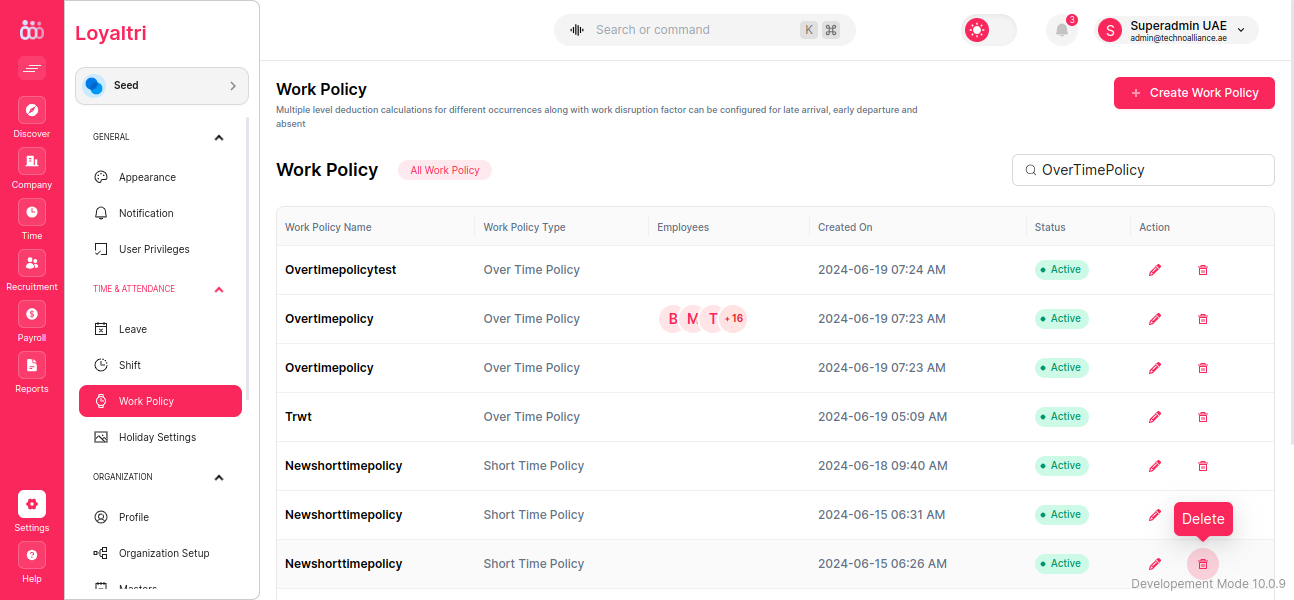 Loyaltri
Search or command
K
⌘
3
S
Superadmin UAE
admin@technoalliance.ae
Discover
Company
Time
Recruitment
Payroll
Reports
Settings
Help
Seed
GENERAL
Appearance
Notification
User Privileges
TIME & ATTENDANCE
Leave
Shift
Work Policy
Holiday Settings
ORGANIZATION
Profile
Organization Setup
Masters
Work Policy
Multiple level deduction calculations for different occurrences along with work disruption factor can be configured for late arrival, early departure and
absent
+ Create Work Policy
Work Policy
All Work Policy
OverTimePolicy
Work Policy Name Work Policy Type Employees Created On Status Action
Overtimepolicytest Over Time Policy 2024-06-19 07:24 AM Active
Overtimepolicy Over Time Policy B M T +16 2024-06-19 07:23 AM Active
Overtimepolicy Over Time Policy 2024-06-19 07:23 AM Active
Trwt Over Time Policy 2024-06-19 05:09 AM Active
Newshorttimepolicy Short Time Policy 2024-06-18 09:40 AM Active
Newshorttimepolicy Short Time Policy 2024-06-15 06:31 AM Active
Delete
Newshorttimepolicy Short Time Policy 2024-06-15 06:26 AM Active
Developement Mode 10.0.9